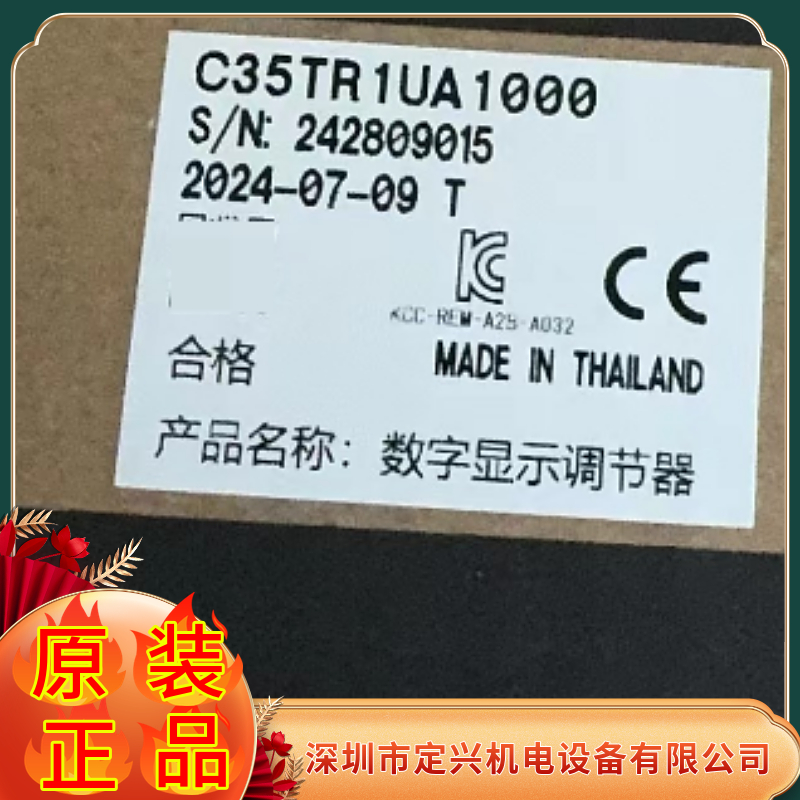 C35TR1UA1000
S/N: 242809015
2024-07-09 T
KC
CE
KCC-REM-A2B-A032
合格
MADE IN THAILAND
产品名称：数字显示调节器
原装
正品
深圳市定兴机电设备有限公司